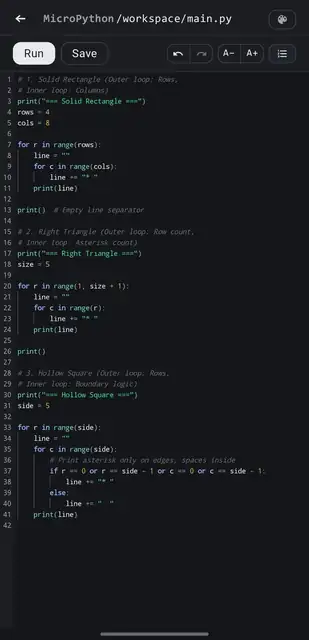 MicroPython/workspace/main.py
Run Save A- A+
1 # 1. Solid Rectangle (Outer loop: Rows,
2 # Inner loop: Columns)
3 print("=== Solid Rectangle ===")
4 rows = 4
5 cols = 8
6
7 for r in range(rows):
8 line = ""
9 for c in range(cols):
10 line += "* "
11 print(line)
12
13 print() # Empty line separator
14
15 # 2. Right Triangle (Outer loop: Row count,
16 # Inner loop: Asterisk count)
17 print("=== Right Triangle ===")
18 size = 5
19
20 for r in range(1, size + 1):
21 line = ""
22 for c in range(r):
23 line += "* "
24 print(line)
25
26 print()
27
28 # 3. Hollow Square (Outer loop: Rows,
29 # Inner loop: Boundary logic)
30 print("=== Hollow Square ===")
31 side = 5
32
33 for r in range(side):
34 line = ""
35 for c in range(side):
36 # Print asterisk only on edges, spaces inside
37 if r == 0 or r == side - 1 or c == 0 or c == side - 1:
38 line += "* "
39 else:
40 line += "  "
41 print(line)
42